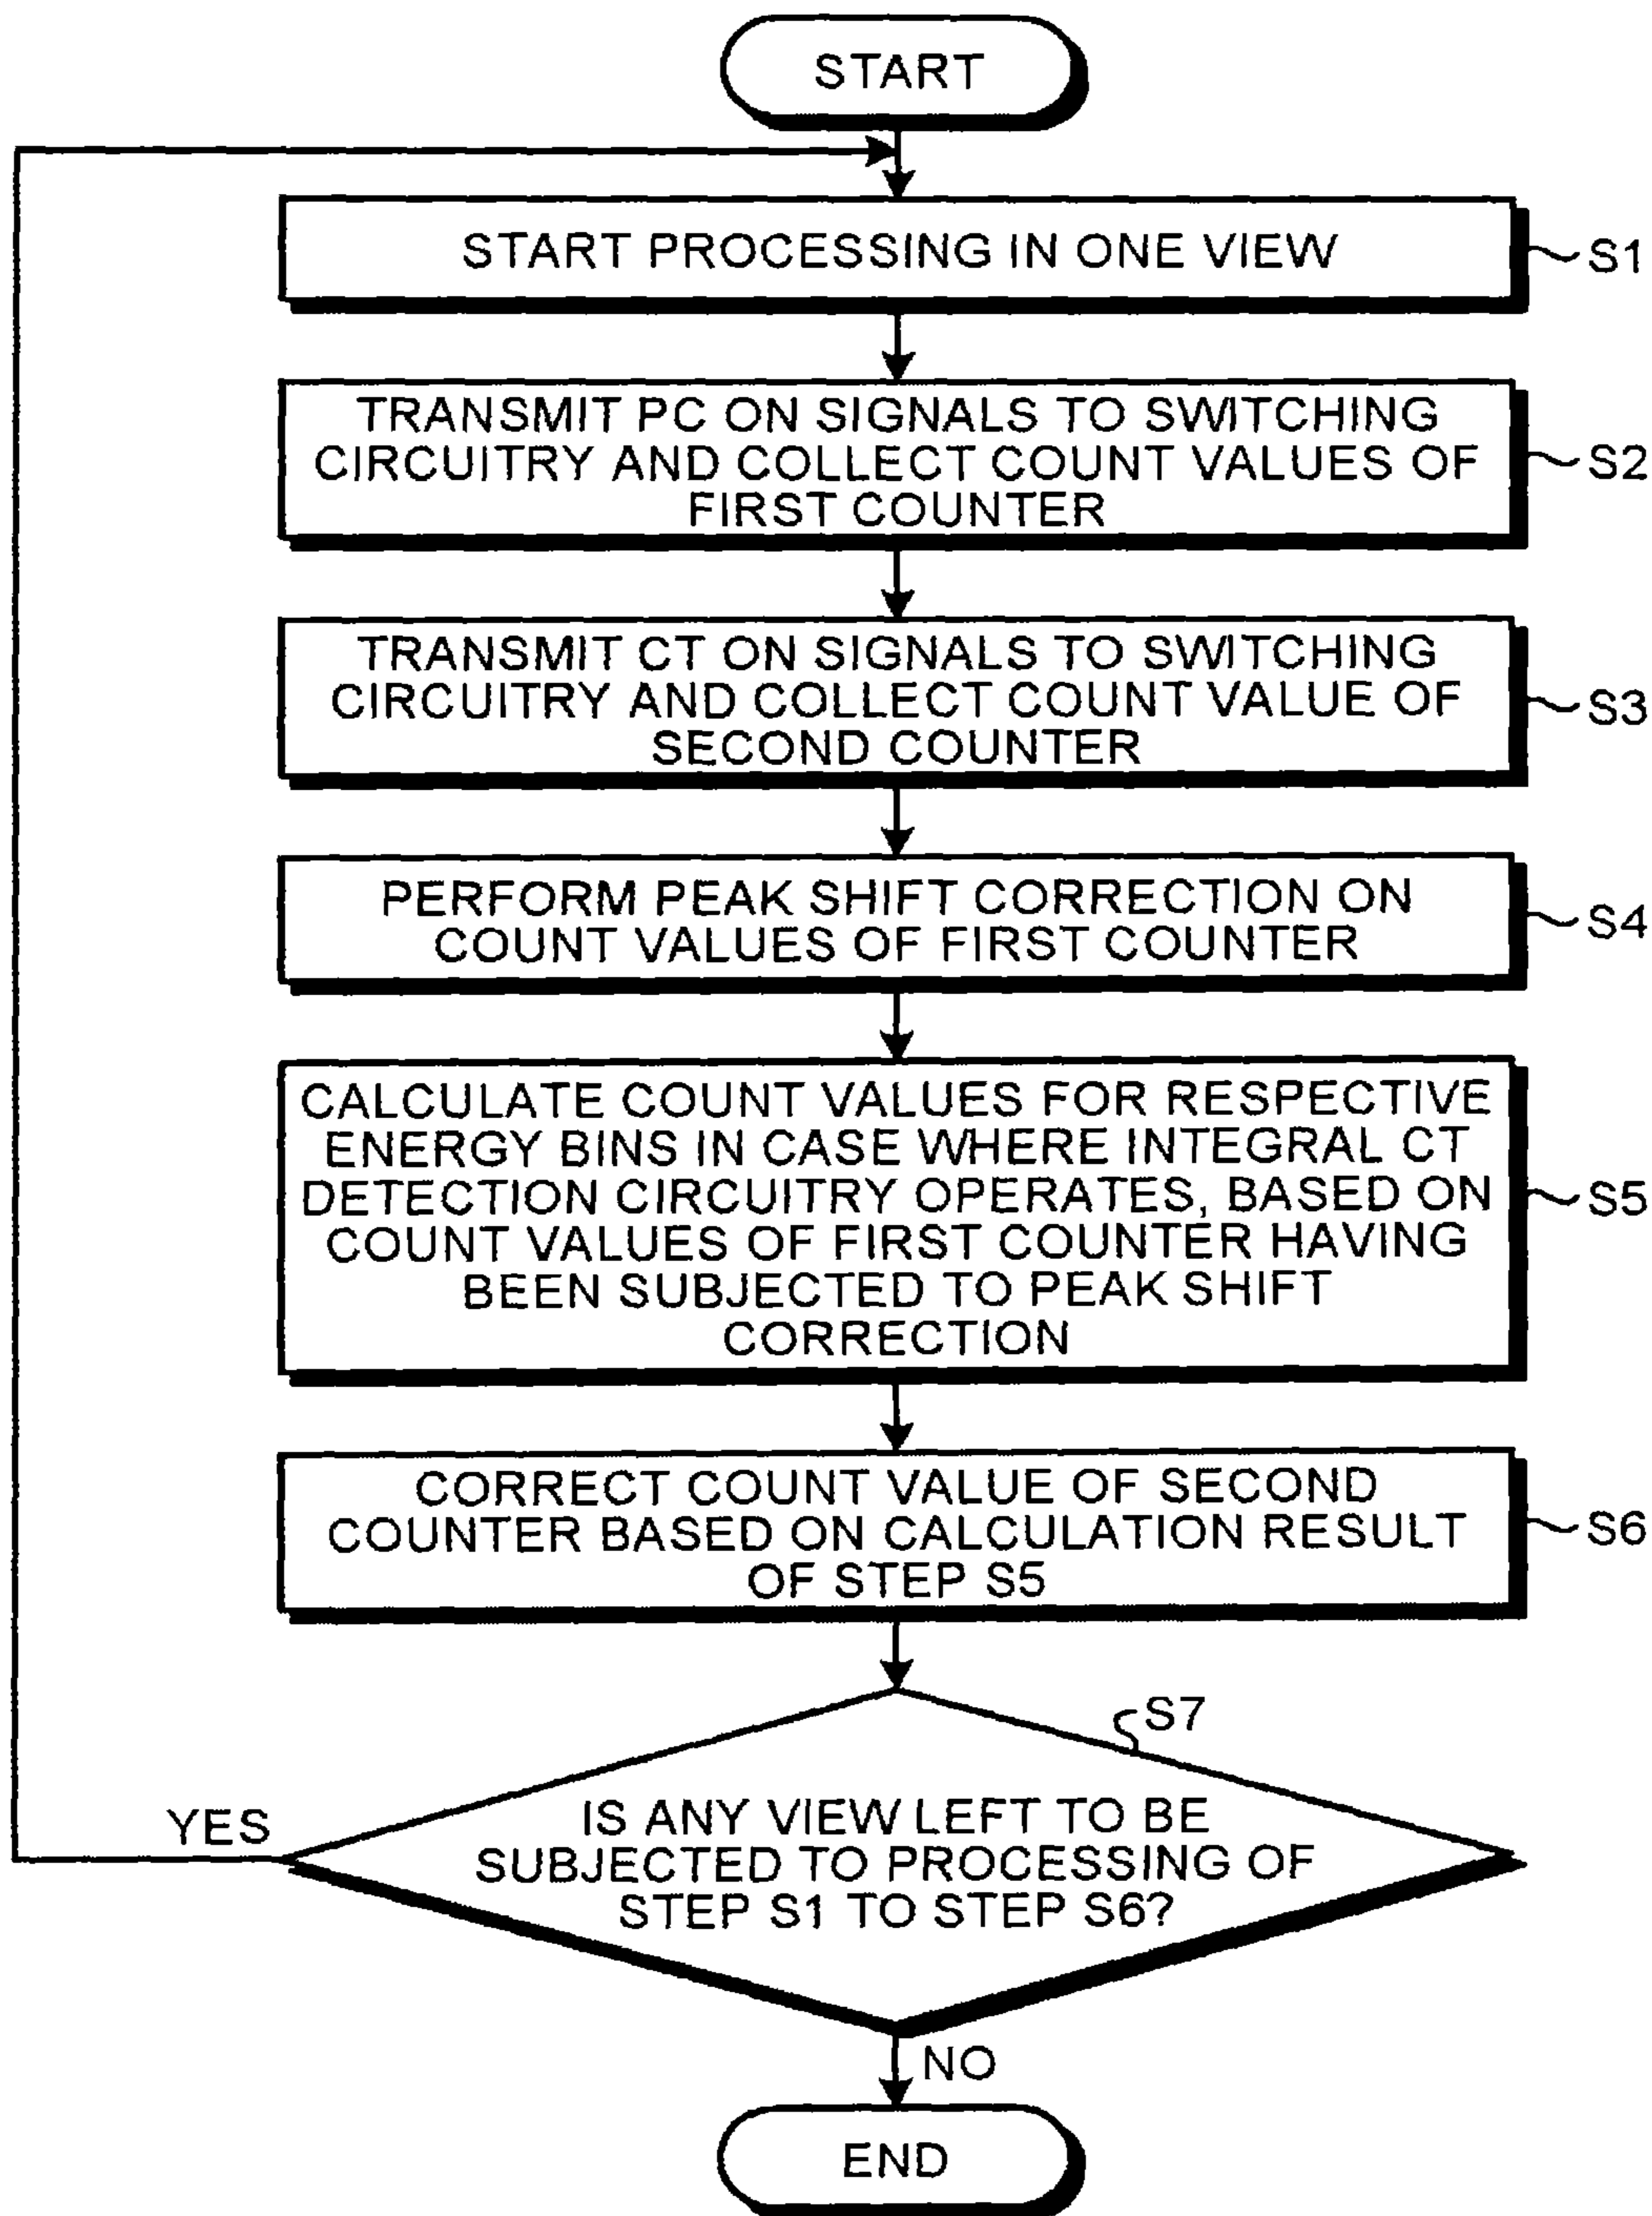 START
START PROCESSING IN ONE VIEW
S1
TRANSMIT PC ON SIGNALS TO SWITCHING
CIRCUITRY AND COLLECT COUNT VALUES OF
FIRST COUNTER
S2
TRANSMIT CT ON SIGNALS TO SWITCHING
CIRCUITRY AND COLLECT COUNT VALUE OF
SECOND COUNTER
S3
PERFORM PEAK SHIFT CORRECTION ON
COUNT VALUES OF FIRST COUNTER
S4
CALCULATE COUNT VALUES FOR RESPECTIVE
ENERGY BINS IN CASE WHERE INTEGRAL CT
DETECTION CIRCUITRY OPERATES, BASED ON
COUNT VALUES OF FIRST COUNTER HAVING
BEEN SUBJECTED TO PEAK SHIFT
CORRECTION
S5
CORRECT COUNT VALUE OF SECOND
COUNTER BASED ON CALCULATION RESULT
OF STEP S5
S6
S7
IS ANY VIEW LEFT TO BE
SUBJECTED TO PROCESSING OF
STEP S1 TO STEP S6?
YES
NO
END